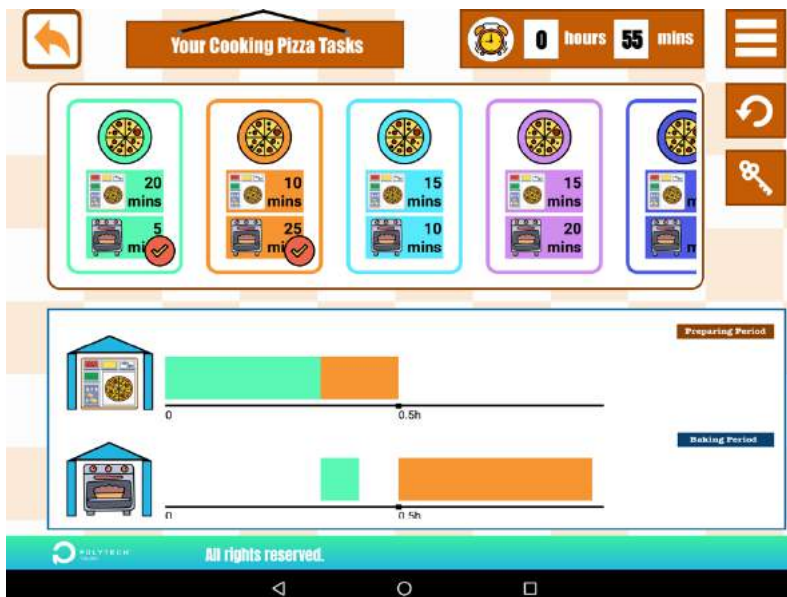 Your Cooking Pizza Tasks
0 hours 55 mins
20
mins
5
10
mins
25
15
mins
10
mins
15
mins
20
mins
Preparing Period
0
0.5h
Baking Period
0
0.5h
POLYTECH
All rights reserved.